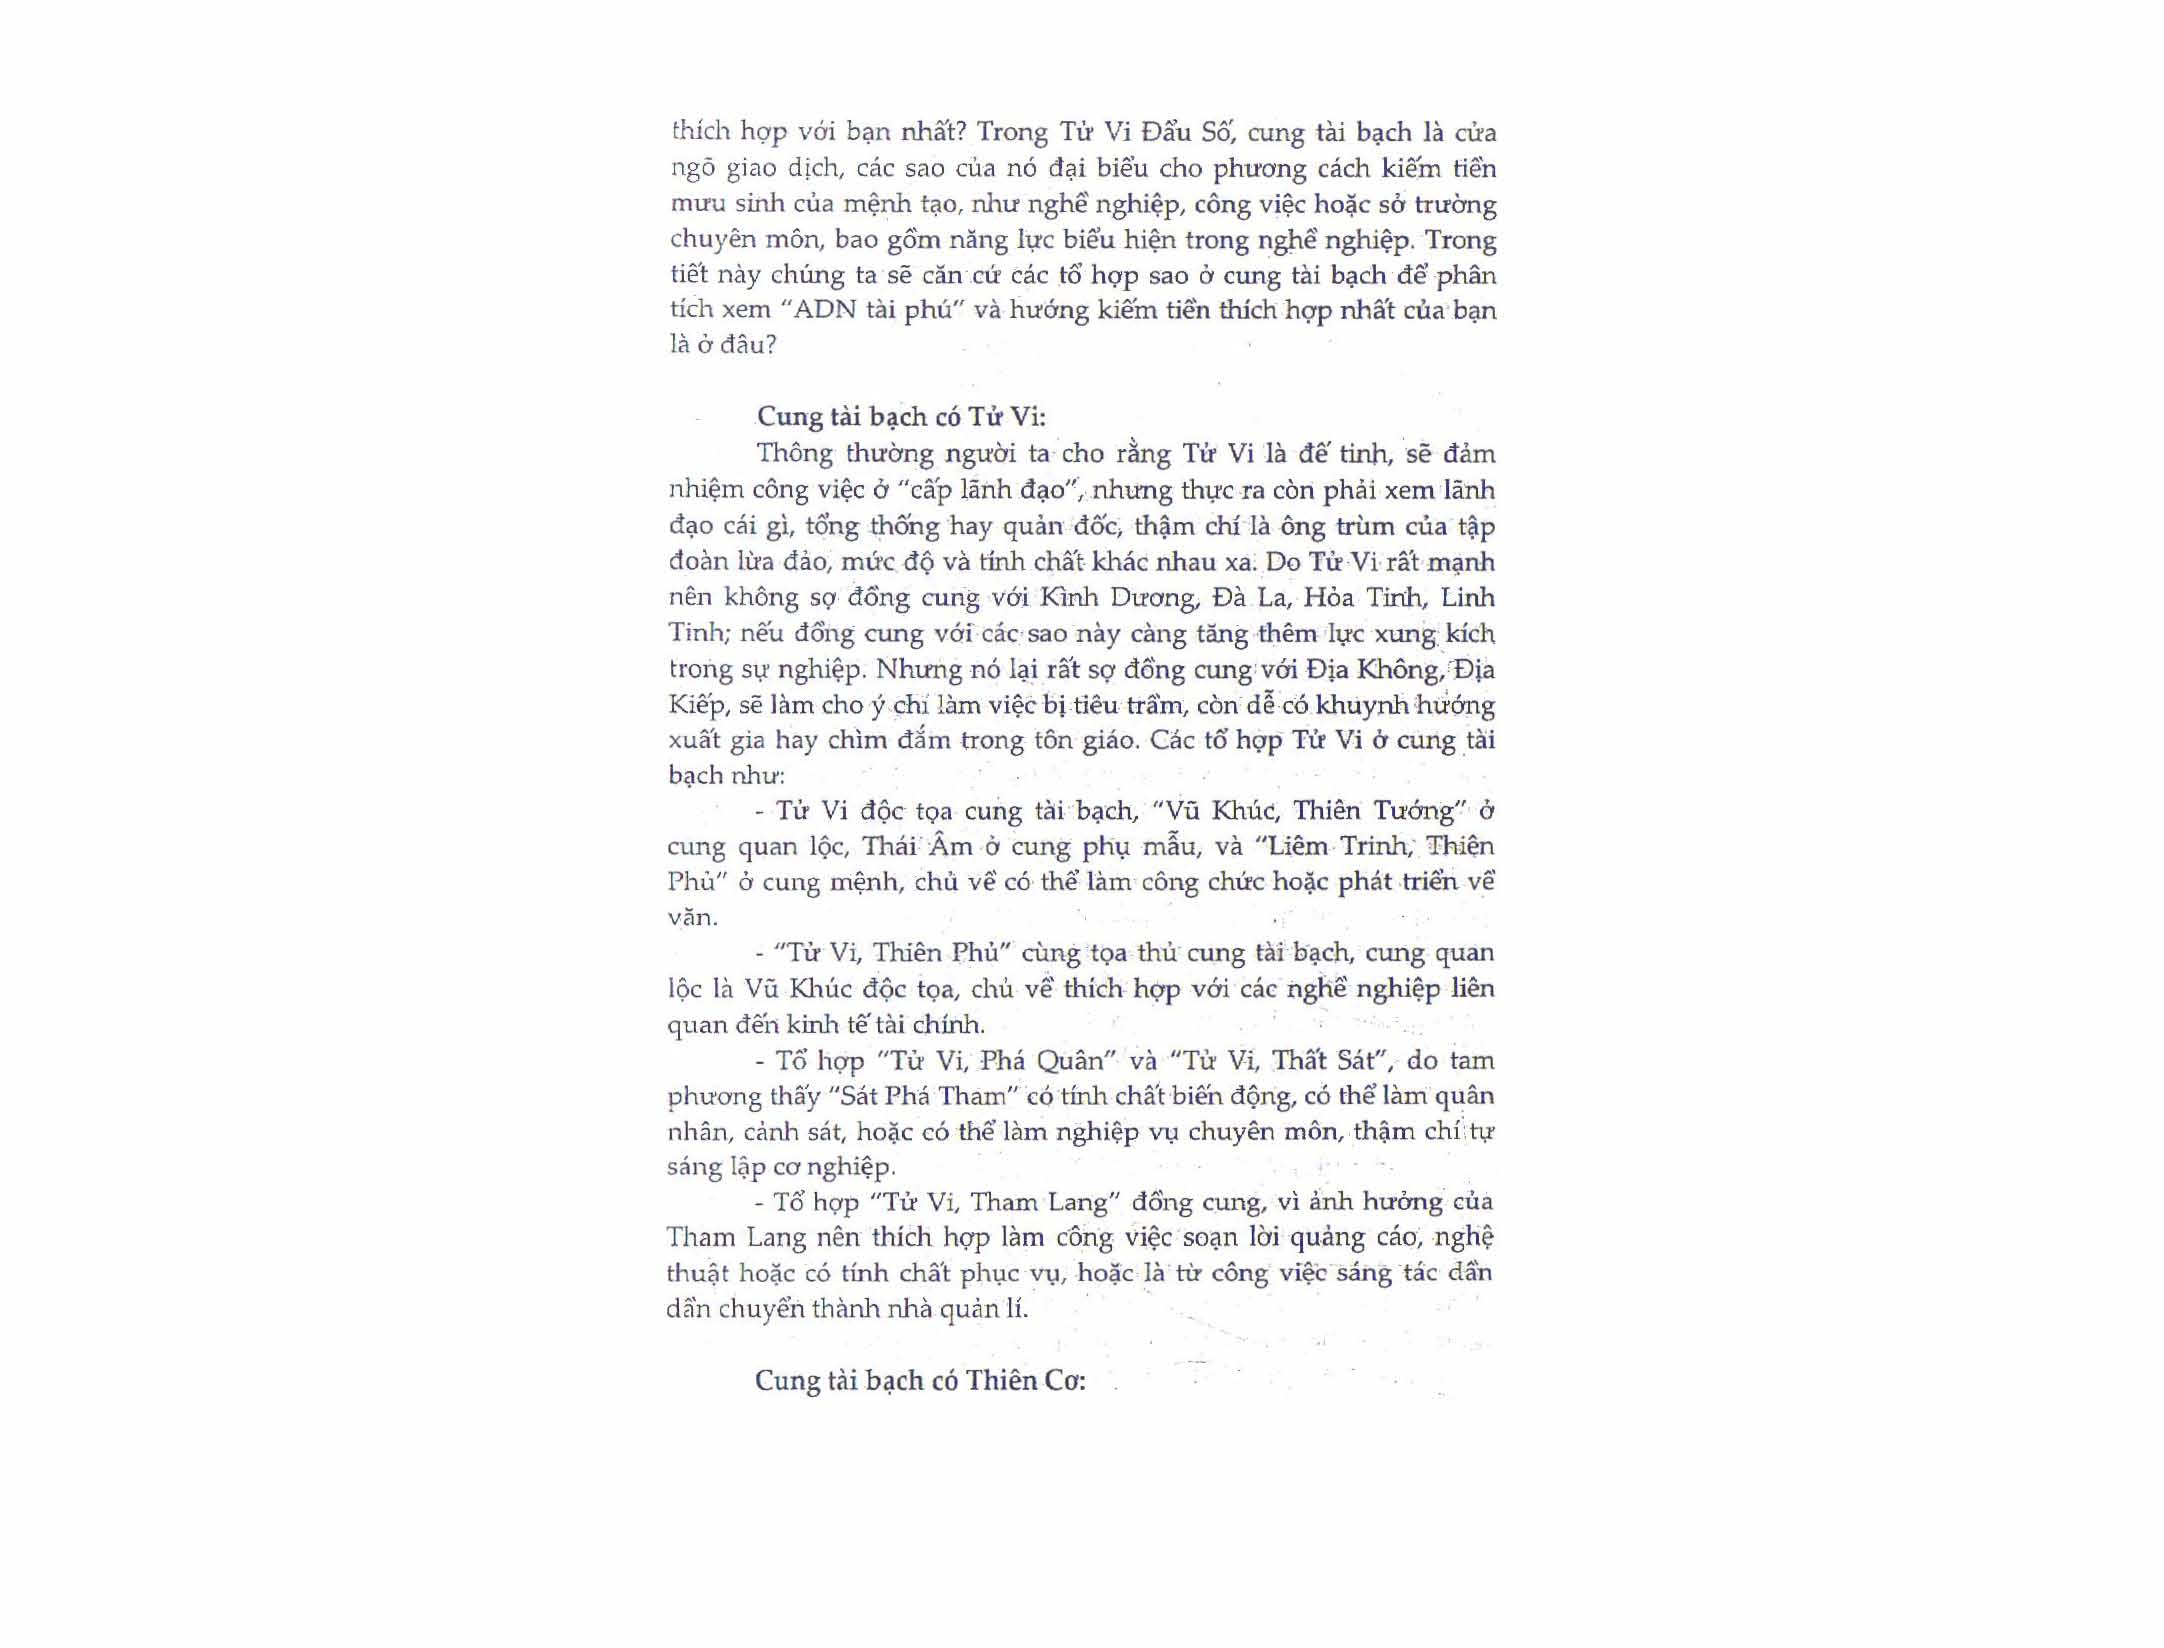 thích hợp với bạn nhất? Trong Tử Vi Đẩu Số, cung tài bạch là cửa
ngõ giao dịch, các sao của nó đại biểu cho phương cách kiếm tiền
mưu sinh của mệnh tạo, như nghề nghiệp, công việc hoặc sở trường
chuyên môn, bao gồm năng lực biểu hiện trong nghề nghiệp. Trong
tiết này chúng ta sẽ căn cứ các tổ hợp sao ở cung tài bạch để phân
tích xem "ADN tài phú" và hướng kiếm tiền thích hợp nhất của bạn
là ở đâu?
Cung tài bạch có Tử Vi:
Thông thường người ta cho rằng Tử Vi là đế tinh, sẽ đảm
nhiệm công việc ở "cấp lãnh đạo", nhưng thực ra còn phải xem lãnh
đạo cái gì, tổng thống hay quản đốc, thậm chí là ông trùm của tập
đoàn lừa đảo, mức độ và tính chất khác nhau xa. Do Tử Vi rất mạnh
nên không sợ đồng cung với Kình Dương, Đà La, Hỏa Tinh, Linh
Tinh; nếu đồng cung với các sao này càng tăng thêm lực xung kích
trong sự nghiệp. Nhưng nó lại rất sợ đồng cung với Địa Không, Địa
Kiếp, sẽ làm cho ý chí làm việc bị tiêu trầm, còn dễ có khuynh hướng
xuất gia hay chìm đắm trong tôn giáo. Các tổ hợp Tử Vi ở cung tài
bạch như:
- Tử Vi độc tọa cung tài bạch, "Vũ Khúc, Thiên Tướng" ở
cung quan lộc, Thái Âm ở cung phụ mẫu, và "Liêm Trinh, Thiên
Phủ" ở cung mệnh, chủ về có thể làm công chức hoặc phát triển về
văn.
- "Tử Vi, Thiên Phủ" cùng tọa thủ cung tài bạch, cung quan
lộc là Vũ Khúc độc tọa, chủ về thích hợp với các nghề nghiệp liên
quan đến kinh tế tài chính.
- Tổ hợp "Tử Vi, Phá Quân" và "Tử Vi, Thất Sát", do tam
phương thấy "Sát Phá Tham" có tính chất biến động, có thể làm quân
nhân, cảnh sát, hoặc có thể làm nghiệp vụ chuyên môn, thậm chí tự
sáng lập cơ nghiệp.
- Tổ hợp "Tử Vi, Tham Lang" đồng cung, vì ảnh hưởng của
Tham Lang nên thích hợp làm công việc soạn lời quảng cáo, nghệ
thuật hoặc có tính chất phục vụ, hoặc là từ công việc sáng tác dần
dần chuyển thành nhà quản lí.
Cung tài bạch có Thiên Cơ: